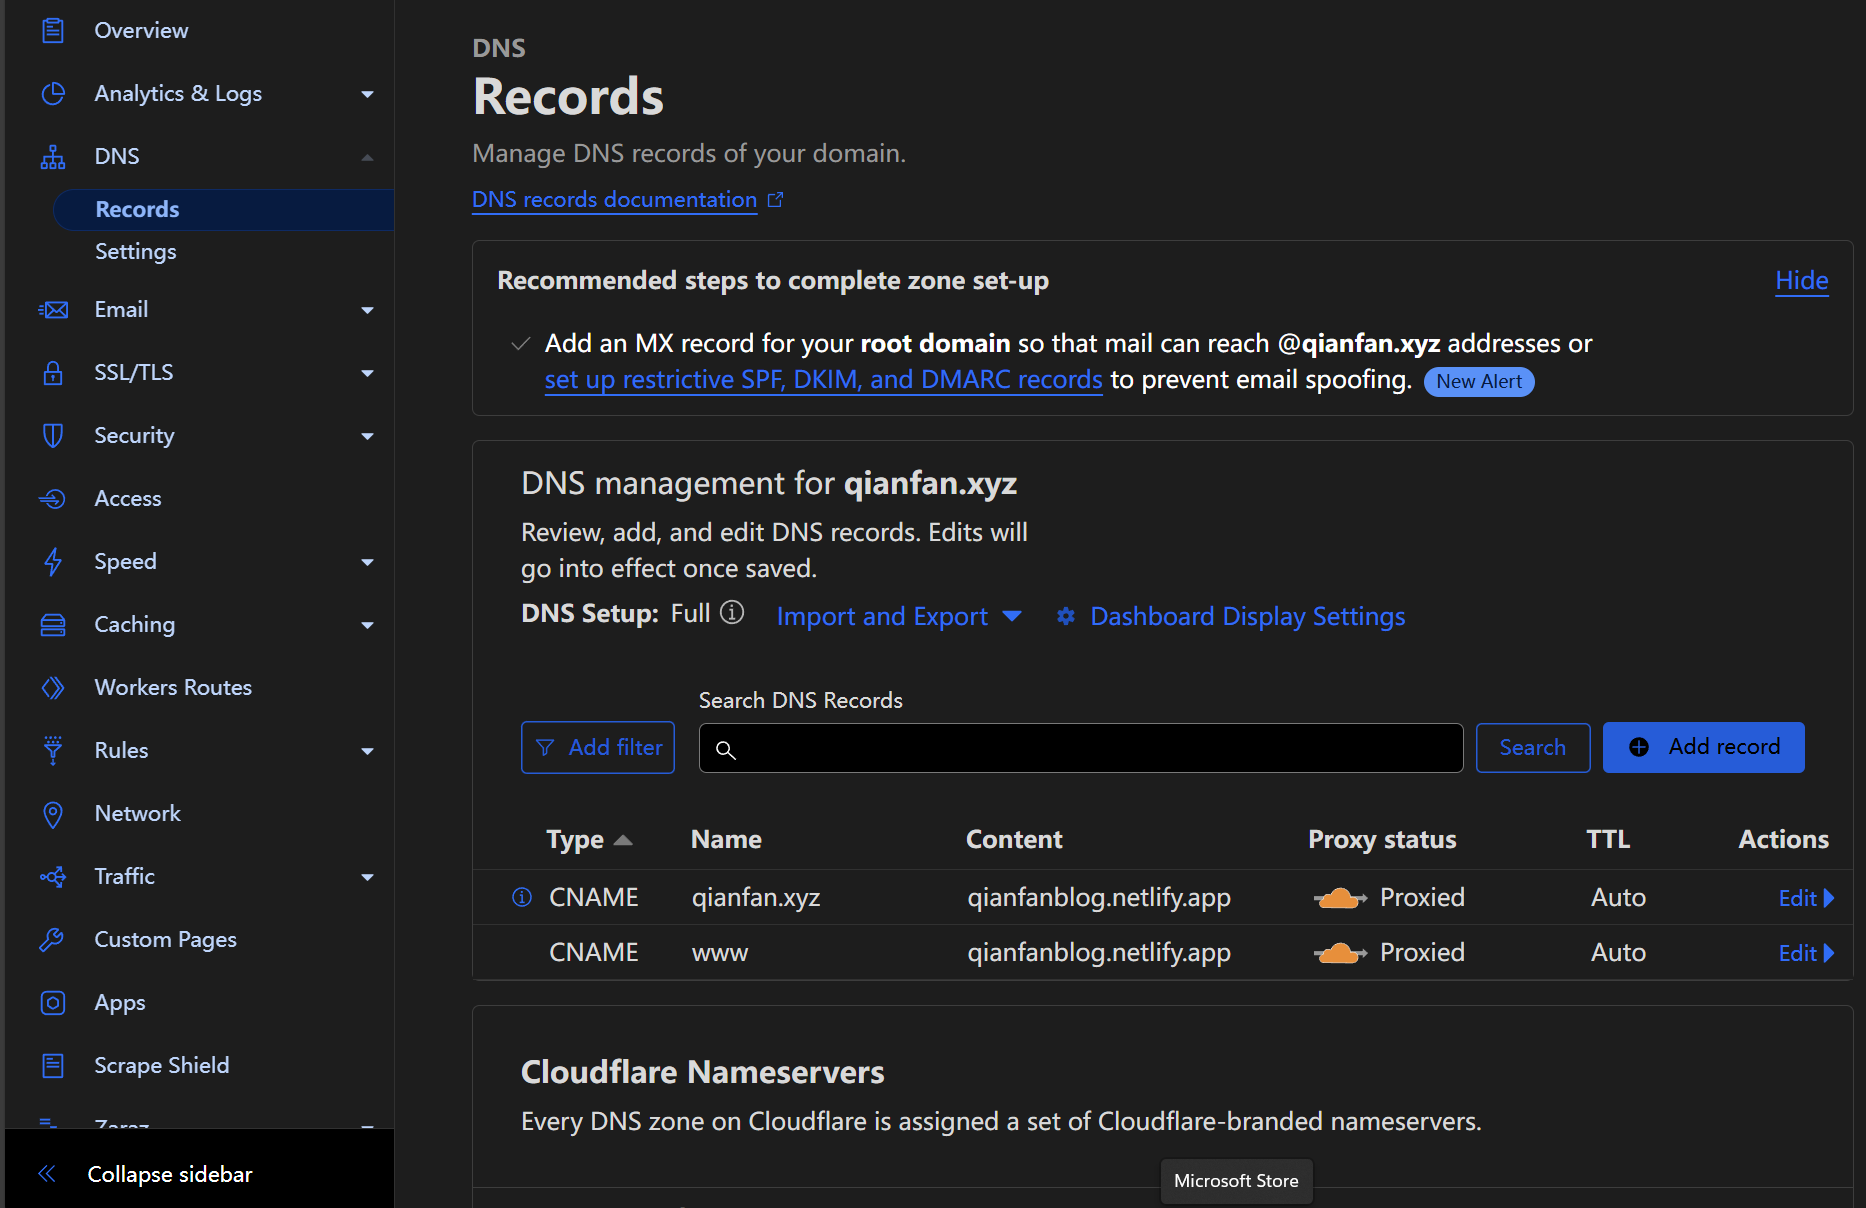 Overview
Analytics & Logs
DNS
Records
Settings
Email
SSL/TLS
Security
Access
Speed
Caching
Workers Routes
Rules
Network
Traffic
Custom Pages
Apps
Scrape Shield
Zaraz
Collapse sidebar
DNS
Records
Manage DNS records of your domain.
DNS records documentation
Recommended steps to complete zone set-up
Hide
Add an MX record for your root domain so that mail can reach @qianfan.xyz addresses or
set up restrictive SPF, DKIM, and DMARC records to prevent email spoofing. New Alert
DNS management for qianfan.xyz
Review, add, and edit DNS records. Edits will
go into effect once saved.
DNS Setup: Full Import and Export Dashboard Display Settings
Search DNS Records
Add filter Search Add record
Type Name Content Proxy status TTL Actions
CNAME qianfan.xyz qianfanblog.netlify.app Proxied Auto Edit
CNAME www qianfanblog.netlify.app Proxied Auto Edit
Cloudflare Nameservers
Every DNS zone on Cloudflare is assigned a set of Cloudflare-branded nameservers.
Microsoft Store